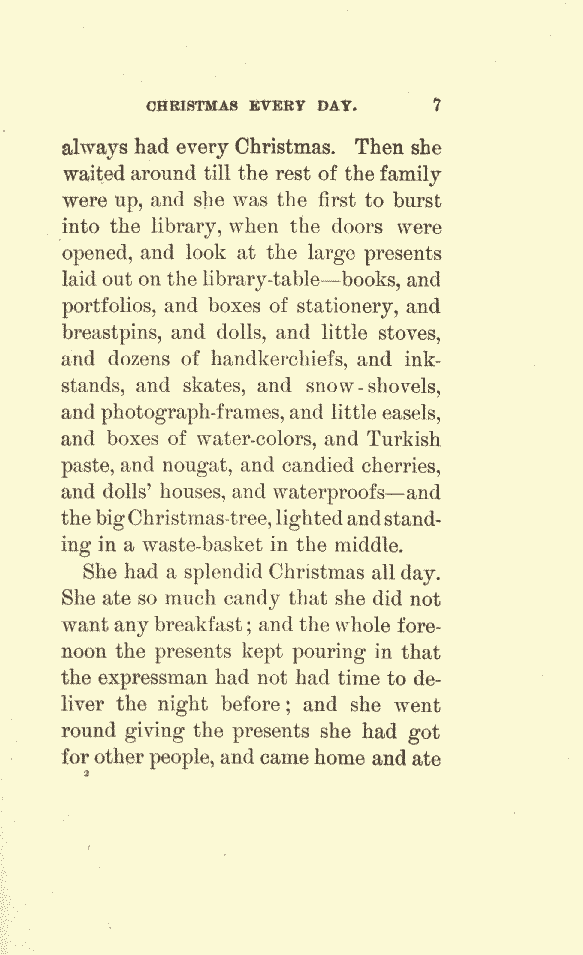 CHRISTMAS EVERY DAY. 7
always had every Christmas. Then she
waited around till the rest of the family
were up, and she was the first to burst
into the library, when the doors were
opened, and look at the large presents
laid out on the library-table—books, and
portfolios, and boxes of stationery, and
breastpins, and dolls, and little stoves,
and dozens of handkerchiefs, and ink-
stands, and skates, and snow-shovels,
and photograph-frames, and little easels,
and boxes of water-colors, and Turkish
paste, and nougat, and candied cherries,
and dolls' houses, and waterproofs—and
the big Christmas-tree, lighted and stand-
ing in a waste-basket in the middle.
She had a splendid Christmas all day.
She ate so much candy that she did not
want any breakfast; and the whole fore-
noon the presents kept pouring in that
the expressman had not had time to de-
liver the night before; and she went
round giving the presents she had got
for other people, and came home and ate
2